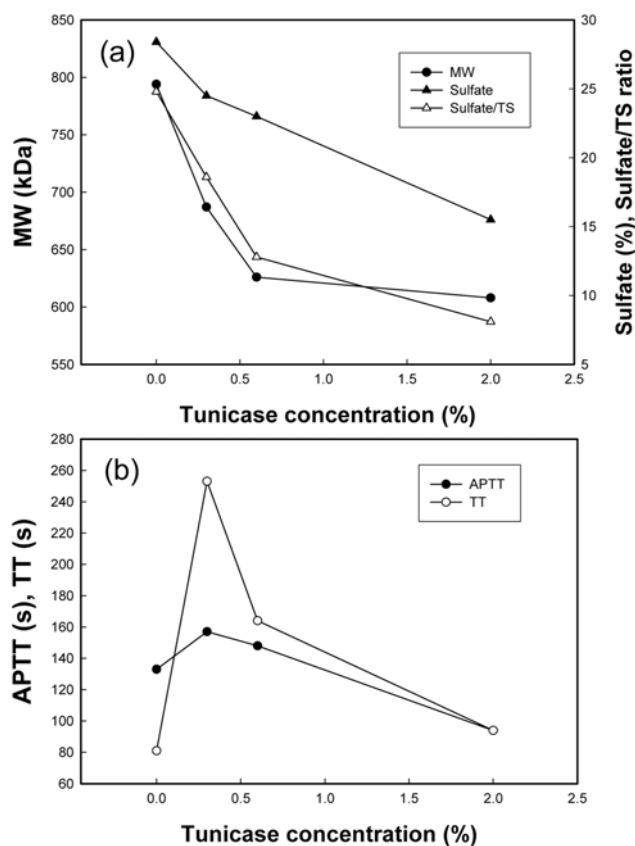 (a)
MW
Sulfate
Sulfate/TS
850
800
750
700
650
600
550
MW (kDa)
30
25
20
15
10
5
Sulfate (%), Sulfate/TS ratio
0.0 0.5 1.0 1.5 2.0 2.5
Tunicase concentration (%)
(b)
APTT
TT
280
260
240
220
200
180
160
140
120
100
80
60
APTT (s), TT (s)
0.0 0.5 1.0 1.5 2.0 2.5
Tunicase concentration (%)